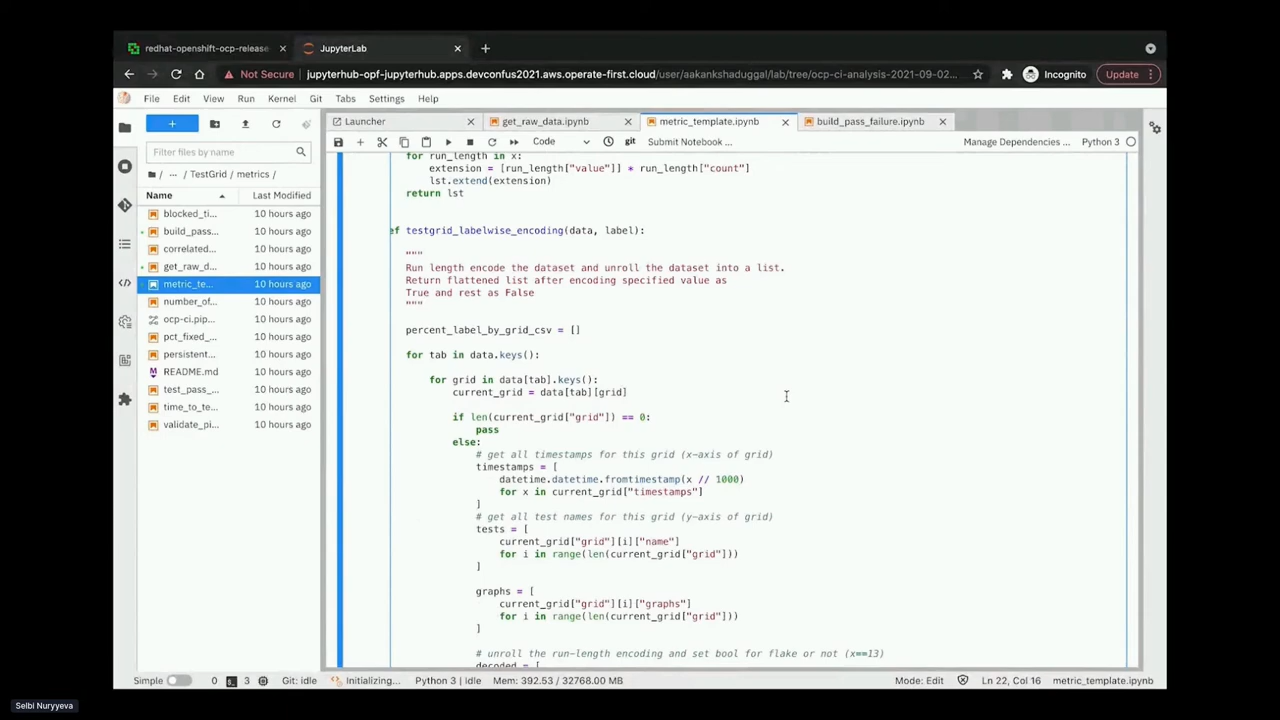 redhat-openshift-ocp-release
JupyterLab
Not Secure
jupyterhub-opf-jupyterhub.apps.devconfus2021.aws.operate-first.cloud/user/aakankshaduggal/lab/tree/ocp-ci-analysis-2021-09-02...
Incognito
Update
File Edit View Run Kernel Git Tabs Settings Help
Launcher
get_raw_data.ipynb
metric_template.ipynb
build_pass_failure.ipynb
Code
git
Submit Notebook ...
Manage Dependencies ...
Python 3
Filter files by name
/ ... / TestGrid / metrics /
Name Last Modified
blocked_ti... 10 hours ago
build_pass... 10 hours ago
correlated... 10 hours ago
get_raw_d... 10 hours ago
metric_te... 10 hours ago
number_of... 10 hours ago
ocp-ci.pip... 10 hours ago
pct_fixed_... 10 hours ago
persistent... 10 hours ago
README.md 10 hours ago
test_pass_... 10 hours ago
time_to_te... 10 hours ago
validate_pi... 10 hours ago
for run_length in x:
extension = [run_length["value"]] * run_length["count"]
lst.extend(extension)
return lst
ef testgrid_labelwise_encoding(data, label):
"""
Run length encode the dataset and unroll the dataset into a list.
Return flattened list after encoding specified value as
True and rest as False
"""
percent_label_by_grid_csv = []
for tab in data.keys():
for grid in data[tab].keys():
current_grid = data[tab][grid]
if len(current_grid["grid"]) == 0:
pass
else:
# get all timestamps for this grid (x-axis of grid)
timestamps = [
datetime.datetime.fromtimestamp(x // 1000)
for x in current_grid["timestamps"]
]
# get all test names for this grid (y-axis of grid)
tests = [
current_grid["grid"][i]["name"]
for i in range(len(current_grid["grid"]))
]
graphs = [
current_grid["grid"][i]["graphs"]
for i in range(len(current_grid["grid"]))
]
# unroll the run-length encoding and set bool for flake or not (x==13)
decoded = [
Simple 0 3 Git: idle Initializing... Python 3 | Idle Mem: 392.53 / 32768.00 MB Mode: Edit Ln 22, Col 16 metric_template.ipynb
Selbi Nuryyeva